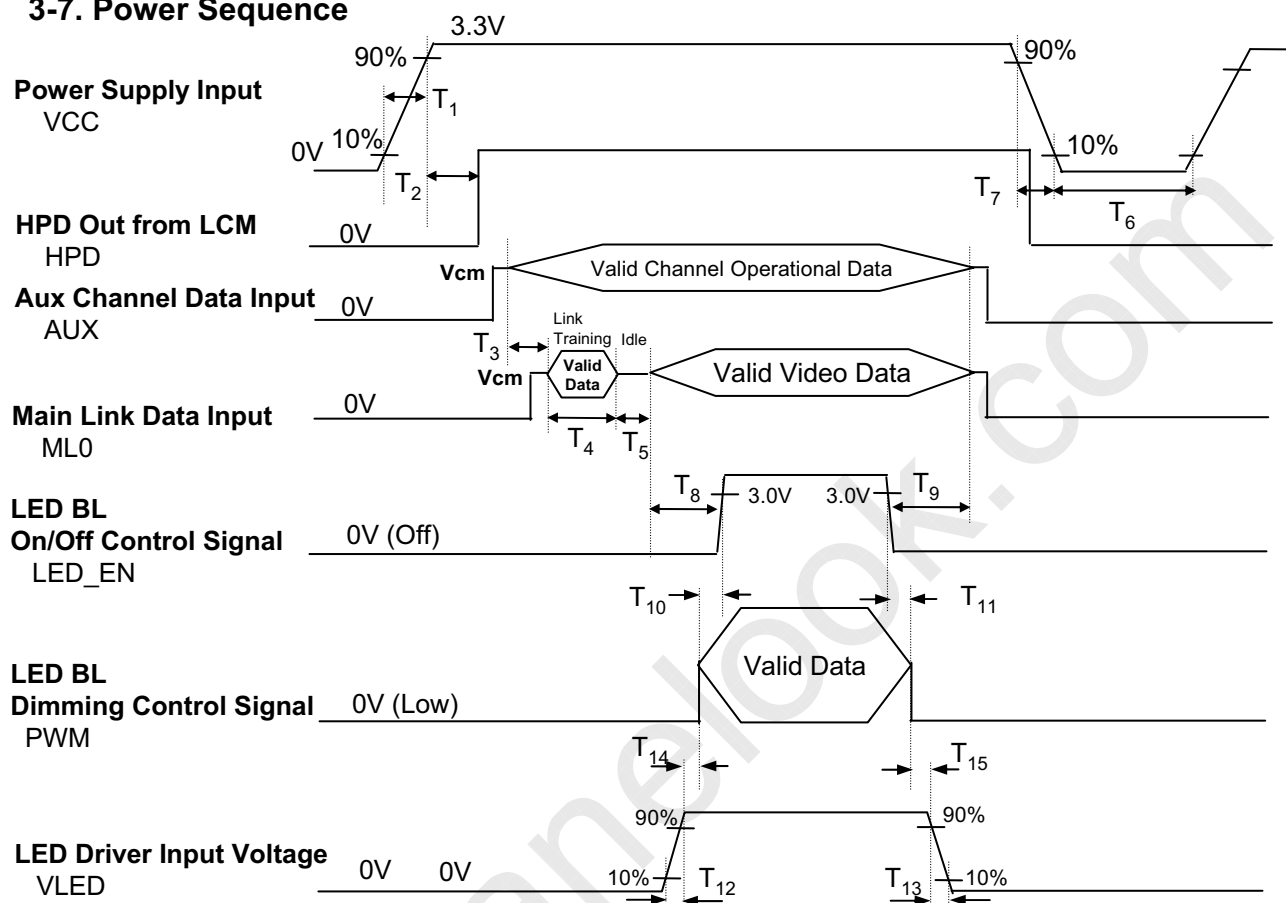 3-7. Power Sequence
3.3V
90%
90%
Power Supply Input
VCC
T1
0V
10%
10%
T2
T7
T6
HPD Out from LCM
HPD
0V
Vcm
Valid Channel Operational Data
Aux Channel Data Input
AUX
0V
Link
Training
Idle
T3
Vcm
Valid
Data
Valid Video Data
Main Link Data Input
ML0
0V
T4
T5
LED BL
On/Off Control Signal
LED_EN
0V (Off)
T8
3.0V
3.0V
T9
T10
T11
LED BL
Dimming Control Signal
PWM
0V (Low)
Valid Data
T14
T15
90%
90%
LED Driver Input Voltage
VLED
0V
0V
10%
T12
T13
10%
anelook.com